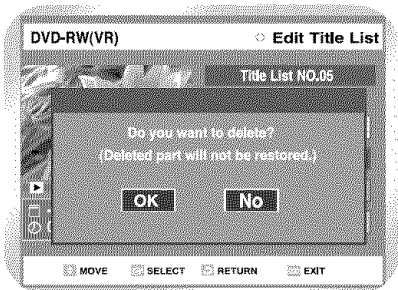 DVD-RW(VR)
Edit Title List
Title List NO.05
Do you want to delete?
(Deleted part will not be restored.)
OK No
MOVE SELECT RETURN EXIT